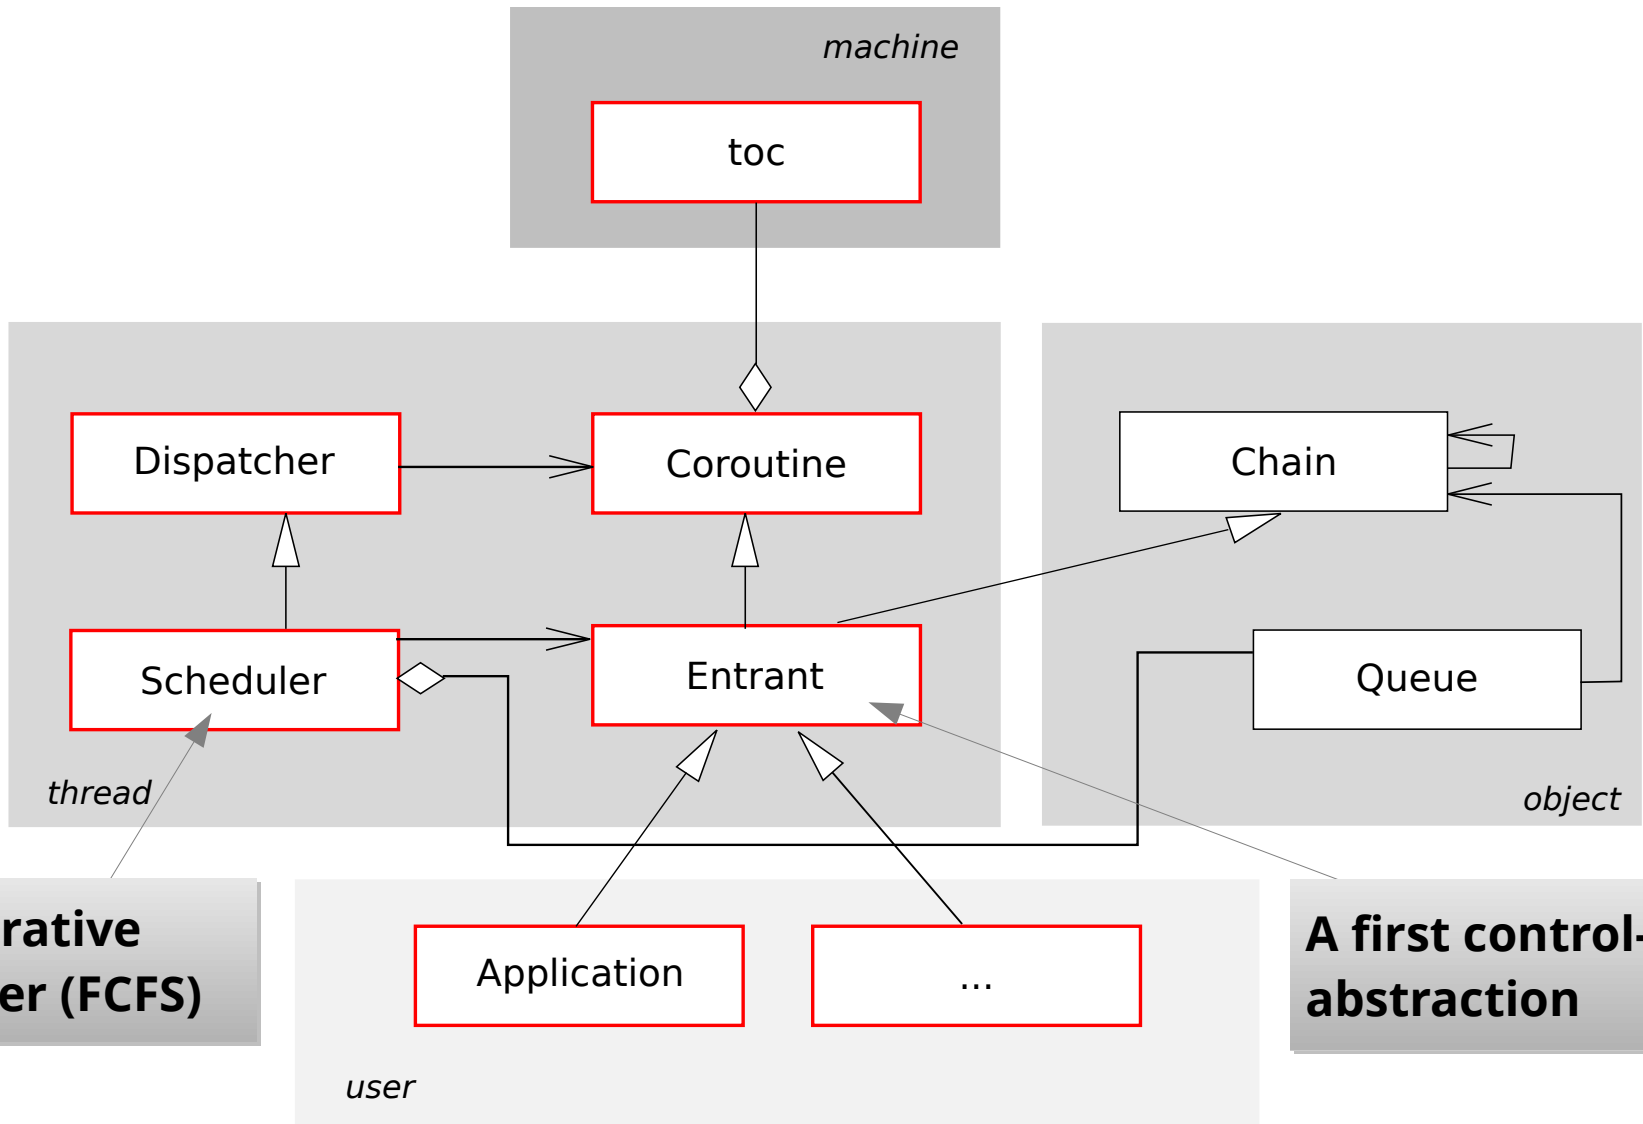 machine
toc
Dispatcher
Coroutine
Chain
Scheduler
Entrant
Queue
thread
object
rative
er (FCFS)
A first control-
abstraction
Application
...
user